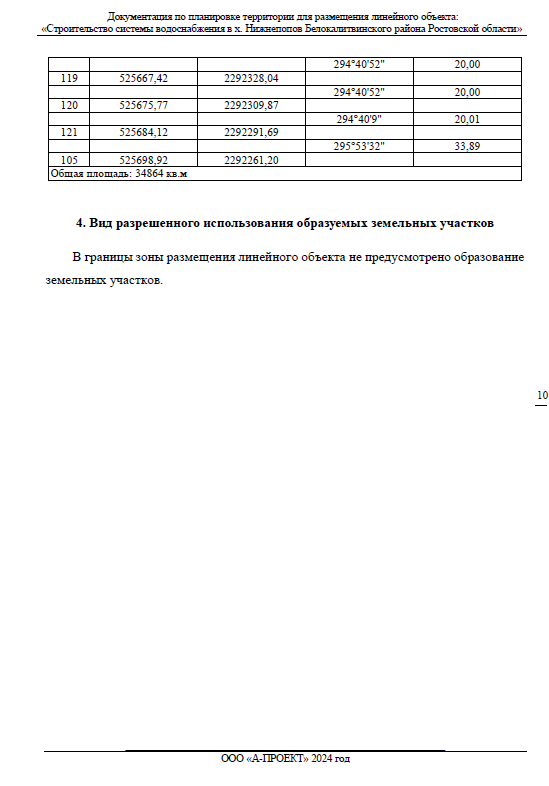 Документация по планировке территории для размещения линейного объекта:
«Строительство системы водоснабжения в х. Нижнепопов Белокалитвинского района Ростовской области»
294°40'52" 20,00
119 525667,42 2292328,04
294°40'52" 20,00
120 525675,77 2292309,87
294°40'9" 20,01
121 525684,12 2292291,69
295°53'32" 33,89
105 525698,92 2292261,20
Общая площадь: 34864 кв.м
4. Вид разрешенного использования образуемых земельных участков
В границы зоны размещения линейного объекта не предусмотрено образование
земельных участков.
10
ООО «А-ПРОЕКТ» 2024 год